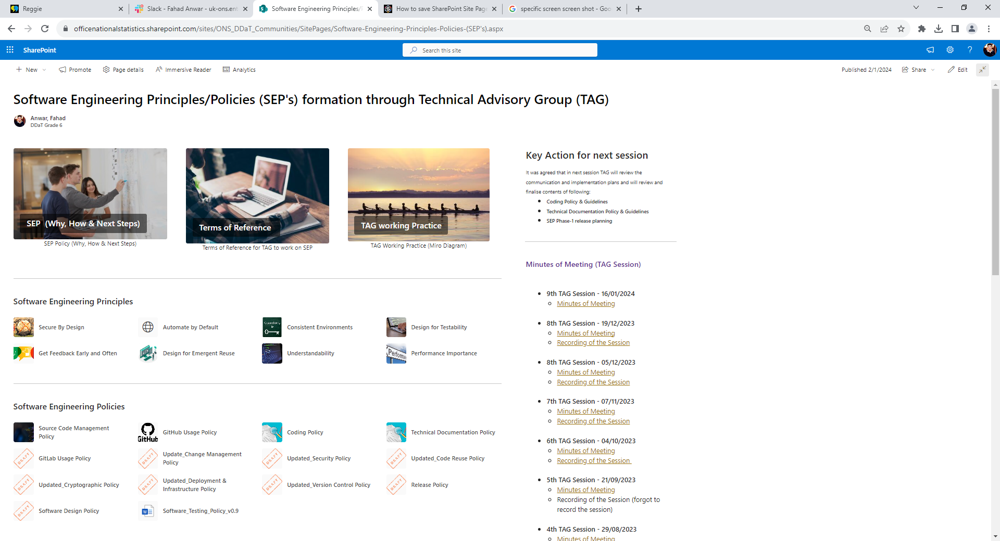 Reggie
Slack - Fahad Anwar - uk-ons.ent
Software Engineering Principles/
How to save SharePoint Site Page
specific screen screen shot - Goo
officenationalstatistics.sharepoint.com/sites/ONS_DDaT_Communities/SitePages/Software-Engineering-Principles-Policies-(SEP's).aspx
SharePoint
Search this site
New
Promote
Page details
Immersive Reader
Analytics
Published 2/1/2024
Share
Edit
Software Engineering Principles/Policies (SEP's) formation through Technical Advisory Group (TAG)
Anwar, Fahad
DDaT Grade 6
SEP (Why, How & Next Steps)
SEP Policy (Why, How & Next Steps)
Terms of Reference
Terms of Reference for TAG to work on SEP
TAG working Practice
TAG Working Practice (Miro Diagram)
Software Engineering Principles
Secure By Design
Automate by Default
Consistency
is
Consistent Environments
Design for Testability
Get Feedback Early and Often
Design for Emergent Reuse
Understandability
Performa
Performance Importance
Software Engineering Policies
Source Code Management
Policy
GitHub
GitHub Usage Policy
Coding Policy
Technical Documentation Policy
DRAFT
GitLab Usage Policy
DRAFT
Update_Change Management
Policy
DRAFT
Updated_Security Policy
DRAFT
Updated_Code Reuse Policy
DRAFT
Updated_Cryptographic Policy
DRAFT
Updated_Deployment &
Infrastructure Policy
DRAFT
Updated_Version Control Policy
DRAFT
Release Policy
DRAFT
Software Design Policy
W
Software_Testing_Policy_v0.9
Key Action for next session
It was agreed that in next session TAG will review the
communication and implementation plans and will review and
finalise contents of following:
Coding Policy & Guidelines
Technical Documentation Policy & Guidelines
SEP Phase-1 release planning
Minutes of Meeting (TAG Session)
9th TAG Session - 16/01/2024
Minutes of Meeting
8th TAG Session - 19/12/2023
Minutes of Meeting
Recording of the Session
8th TAG Session - 05/12/2023
Minutes of Meeting
Recording of the Session
7th TAG Session - 07/11/2023
Minutes of Meeting
Recording of the Session
6th TAG Session - 04/10/2023
Minutes of Meeting
Recording of the Session
5th TAG Session - 21/09/2023
Minutes of Meeting
Recording of the Session (forgot to
record the session)
4th TAG Session - 29/08/2023
Minutes of Meeting